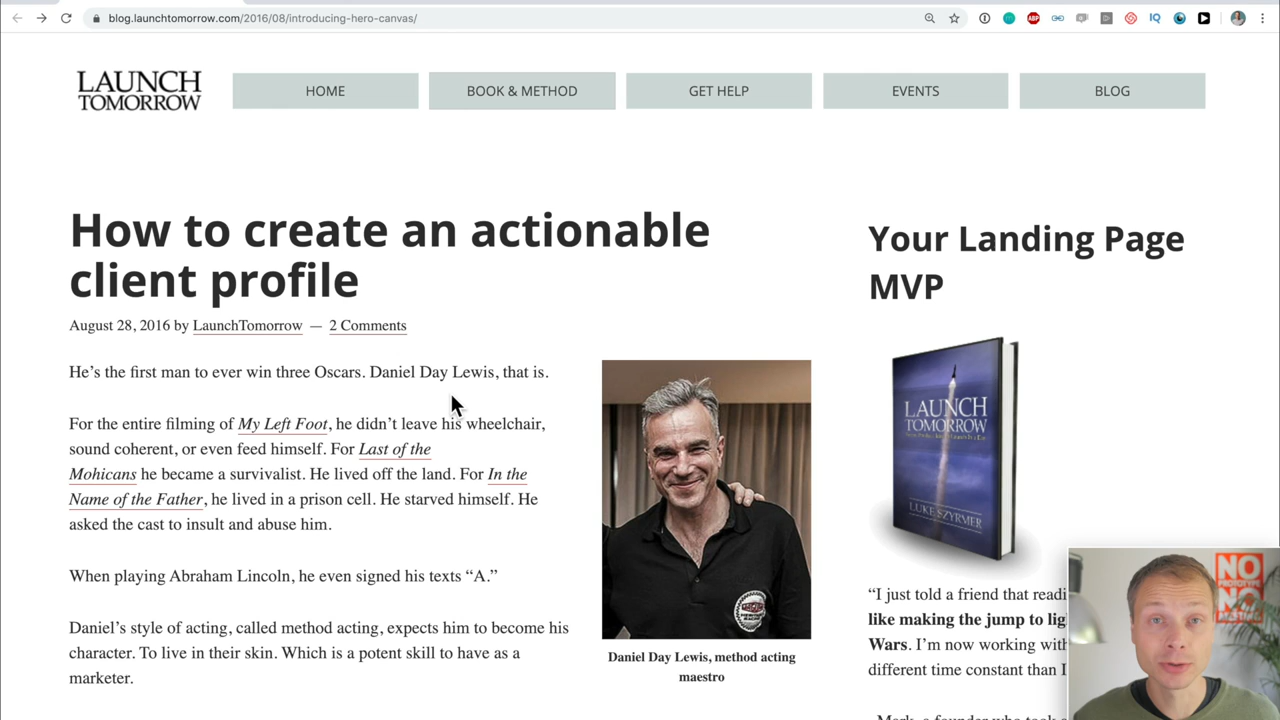 blog.launchtomorrow.com/2016/08/introducing-hero-canvas/
ABP
IQ
LAUNCH
TOMORROW
HOME
BOOK & METHOD
GET HELP
EVENTS
BLOG
How to create an actionable
client profile
August 28, 2016 by LaunchTomorrow — 2 Comments
He's the first man to ever win three Oscars. Daniel Day Lewis, that is.
For the entire filming of My Left Foot, he didn't leave his wheelchair,
sound coherent, or even feed himself. For Last of the
Mohicans he became a survivalist. He lived off the land. For In the
Name of the Father, he lived in a prison cell. He starved himself. He
asked the cast to insult and abuse him.
When playing Abraham Lincoln, he even signed his texts “A.”
Daniel's style of acting, called method acting, expects him to become his
character. To live in their skin. Which is a potent skill to have as a
marketer.
Daniel Day Lewis, method acting
maestro
Your Landing Page
MVP
LAUNCH
TOMORROW
LUKE SZYRMER
“I just told a friend that readi
like making the jump to lig
Wars. I'm now working with
different time constant than I
NO
PROTOTYPE
NO